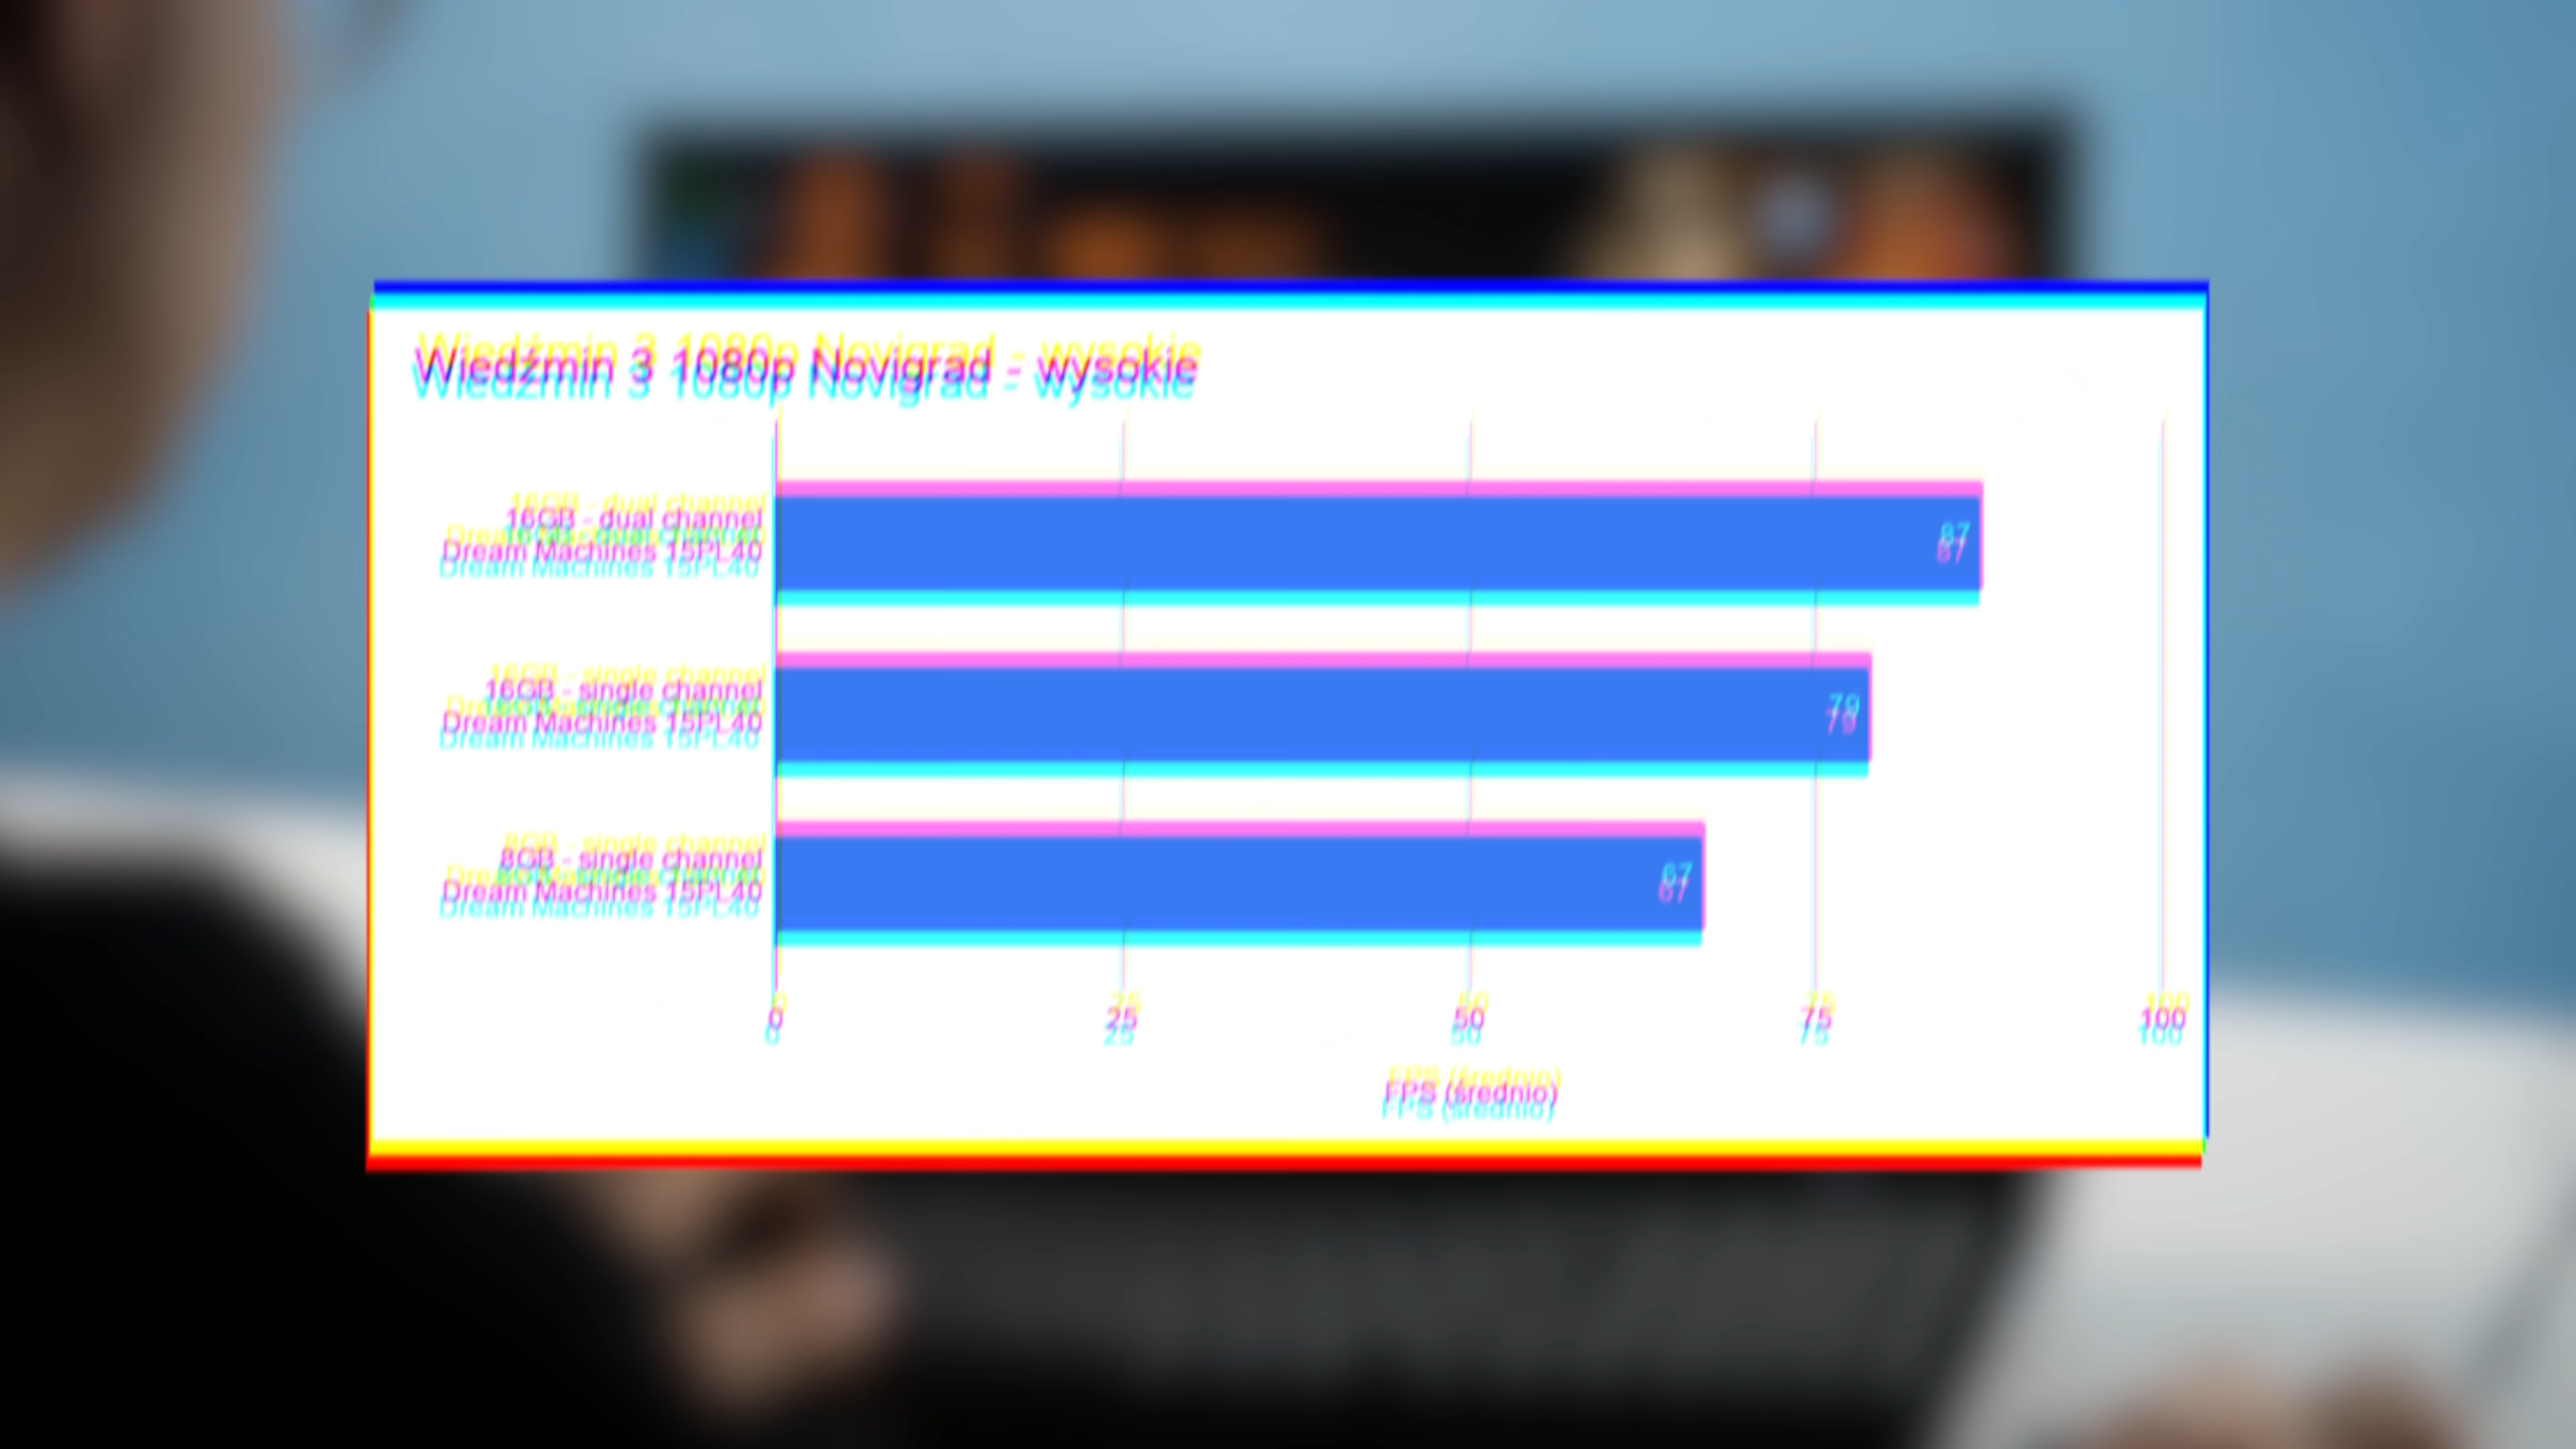 Wiedźmin 3 1080p Novigrad - wysokie
16GB - dual channel
Dream Machines 15PL40
87
16GB - single channel
Dream Machines 15PL40
79
8GB - single channel
Dream Machines 15PL40
67
0 25 50 75 100
FPS (średnio)